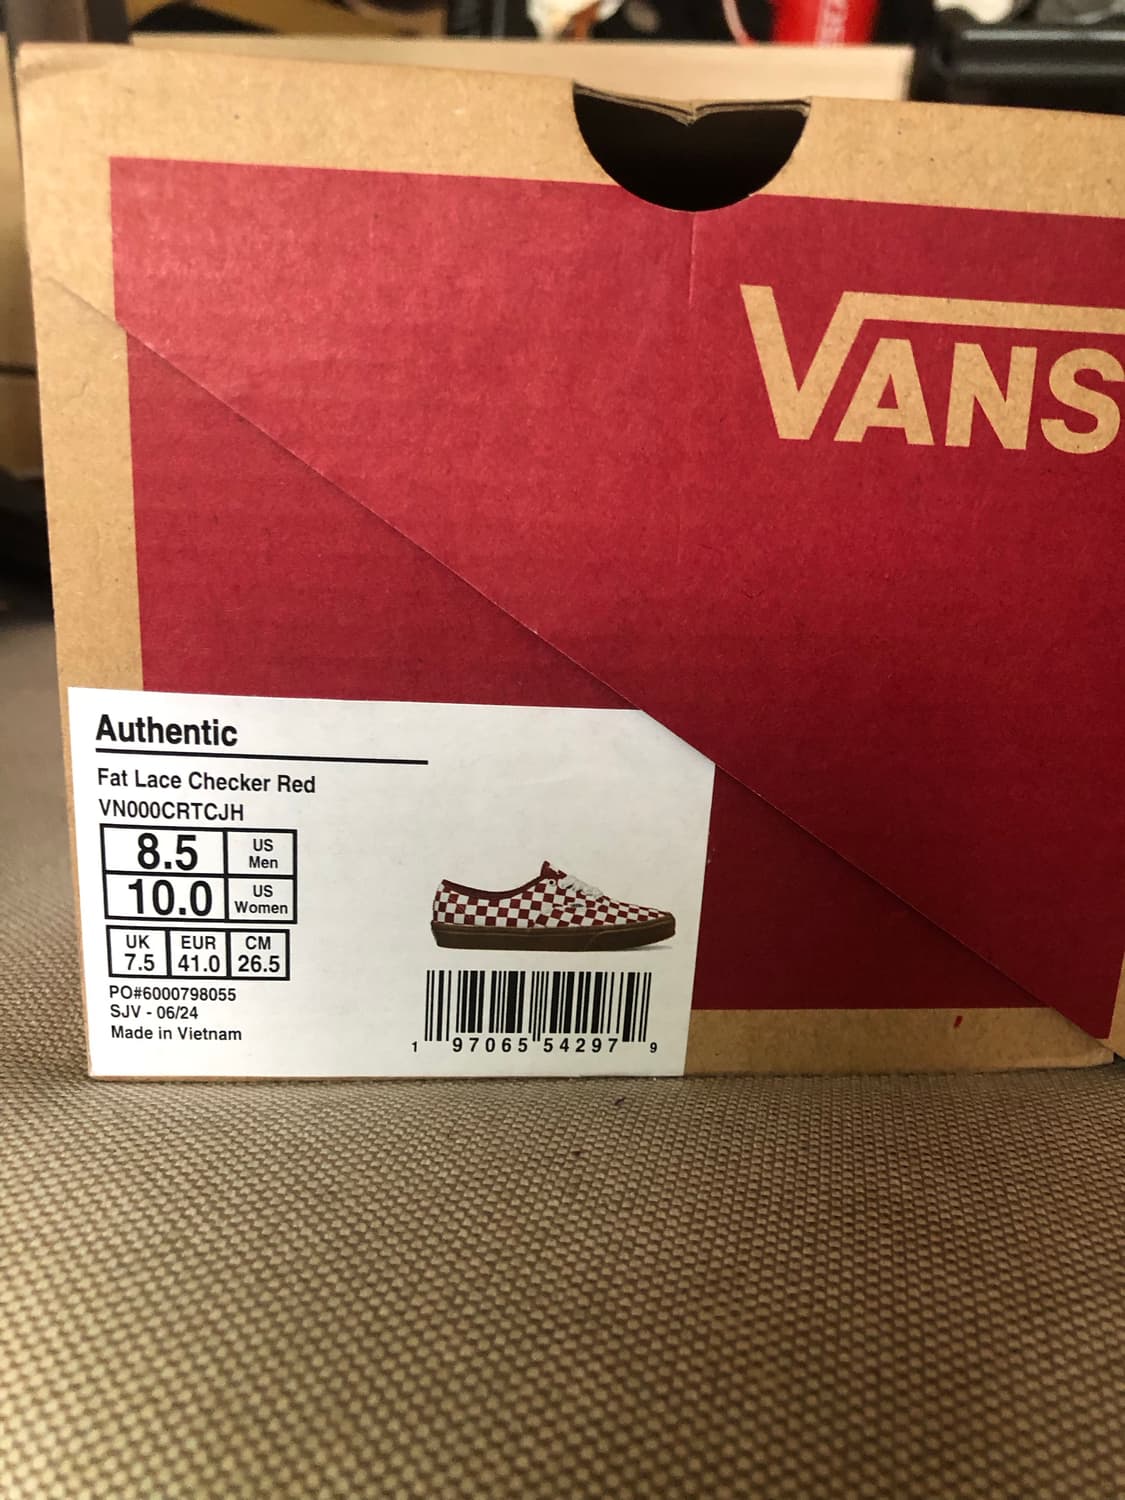 VANS
Authentic
Fat Lace Checker Red
VN000CRTCJH
8.5 US Men
10.0 US Women
UK EUR CM
7.5 41.0 26.5
PO#6000798055
SJV - 06/24
Made in Vietnam
1 97065 54297 9